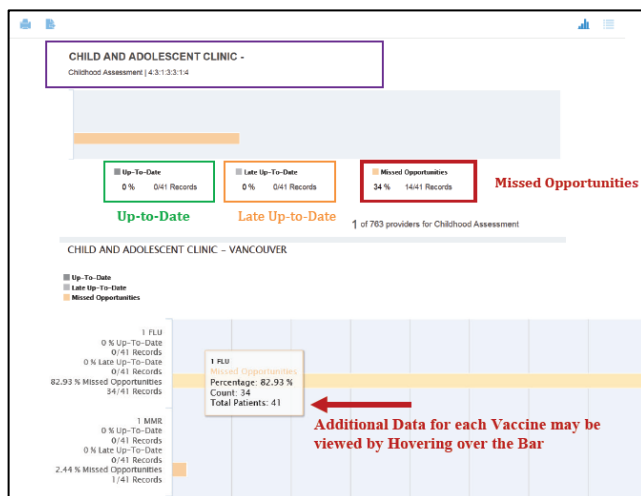 CHILD AND ADOLESCENT CLINIC -
Childhood Assessment | 4:3:1:3:3:1:4
Up-To-Date
0 % 0/41 Records
Late Up-To-Date
0 % 0/41 Records
Missed Opportunities
34 % 14/41 Records
Missed Opportunities
Up-to-Date
Late Up-to-Date
1 of 763 providers for Childhood Assessment
CHILD AND ADOLESCENT CLINIC – VANCOUVER
Up-To-Date
Late Up-To-Date
Missed Opportunities
1 FLU
0 % Up-To-Date
0/41 Records
0 % Late Up-To-Date
0/41 Records
82.93 % Missed Opportunities
34/41 Records
1 FLU
Missed Opportunities
Percentage: 82.93 %
Count: 34
Total Patients: 41
Additional Data for each Vaccine may be
viewed by Hovering over the Bar
1 MMR
0 % Up-To-Date
0/41 Records
0 % Late Up-To-Date
0/41 Records
2.44 % Missed Opportunities
1/41 Records